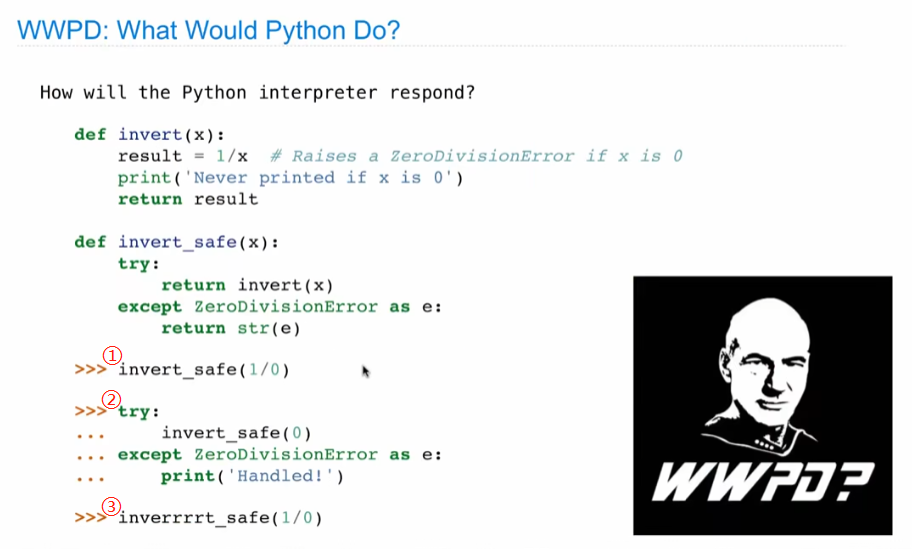 WWPD: What Would Python Do?
How will the Python interpreter respond?
def invert(x):
    result = 1/x  # Raises a ZeroDivisionError if x is 0
    print('Never printed if x is 0')
    return result
def invert_safe(x):
    try:
        return invert(x)
    except ZeroDivisionError as e:
        return str(e)
>>> ① invert_safe(1/0)
>>> ② try:
...     invert_safe(0)
... except ZeroDivisionError as e:
...     print('Handled!')
>>> ③ inverrrrt_safe(1/0)
WWPD?